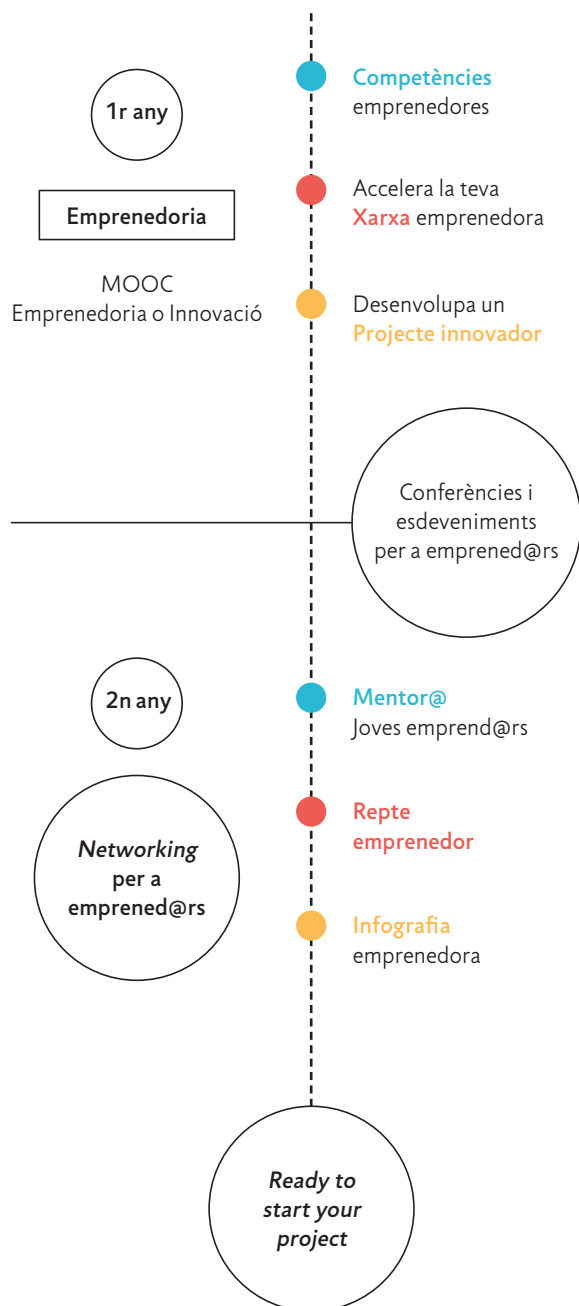 1r any
Emprenedoria
MOOC
Emprenedoria o Innovació
Competències
emprenedores
Accelera la teva
Xarxa emprenedora
Desenvolupa un
Projecte innovador
Conferències i
esdeveniments
per a emprened@rs
2n any
Networking
per a
emprened@rs
Mentor@
Joves emprend@rs
Repte
emprenedor
Infografia
emprenedora
Ready to
start your
project